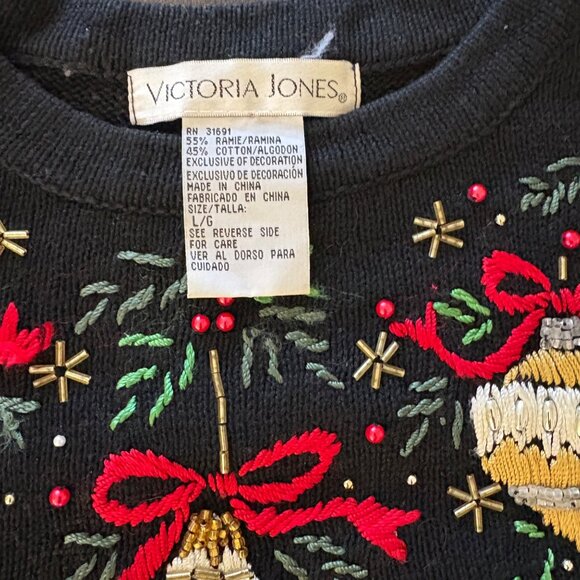 VICTORIA JONES®
RN 31691
55% RAMIE/RAMINA
45% COTTON/ALGODON
EXCLUSIVE OF DECORATION
EXCLUSIVO DE DECORACIÓN
MADE IN CHINA
FABRICADO EN CHINA
SIZE/TALLA:
L/G
SEE REVERSE SIDE
FOR CARE
VER AL DORSO PARA
CUIDADO